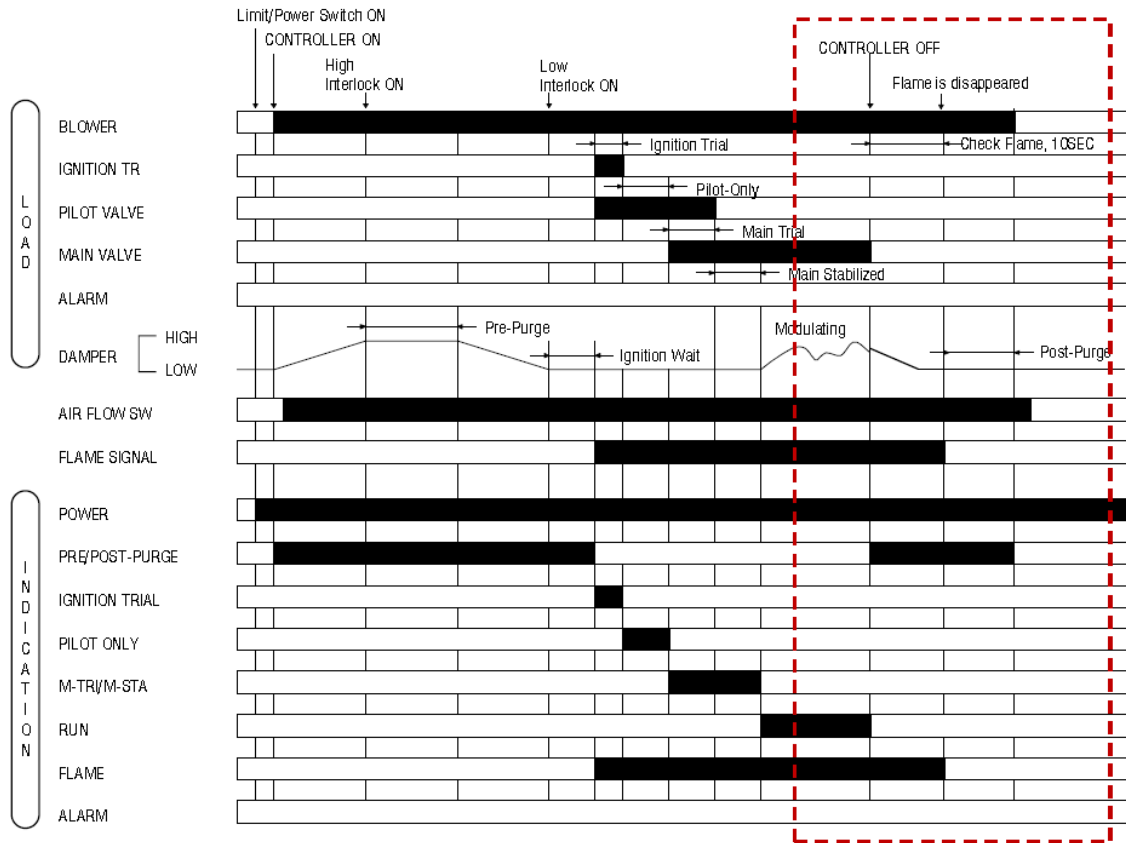 Limit/Power Switch ON
CONTROLLER ON
High
Interlock ON
Low
Interlock ON
CONTROLLER OFF
Flame is disappeared
LOAD
BLOWER
Check Flame, 10SEC
Ignition Trial
IGNITION TR
Pilot-Only
PILOT VALVE
Main Trial
MAIN VALVE
Main Stabilized
ALARM
Pre-Purge
Modulating
DAMPER
HIGH
LOW
Ignition Wait
Post-Purge
AIR FLOW SW
FLAME SIGNAL
INDICATION
POWER
PRE/POST-PURGE
IGNITION TRIAL
PILOT ONLY
M-TRI/M-STA
RUN
FLAME
ALARM